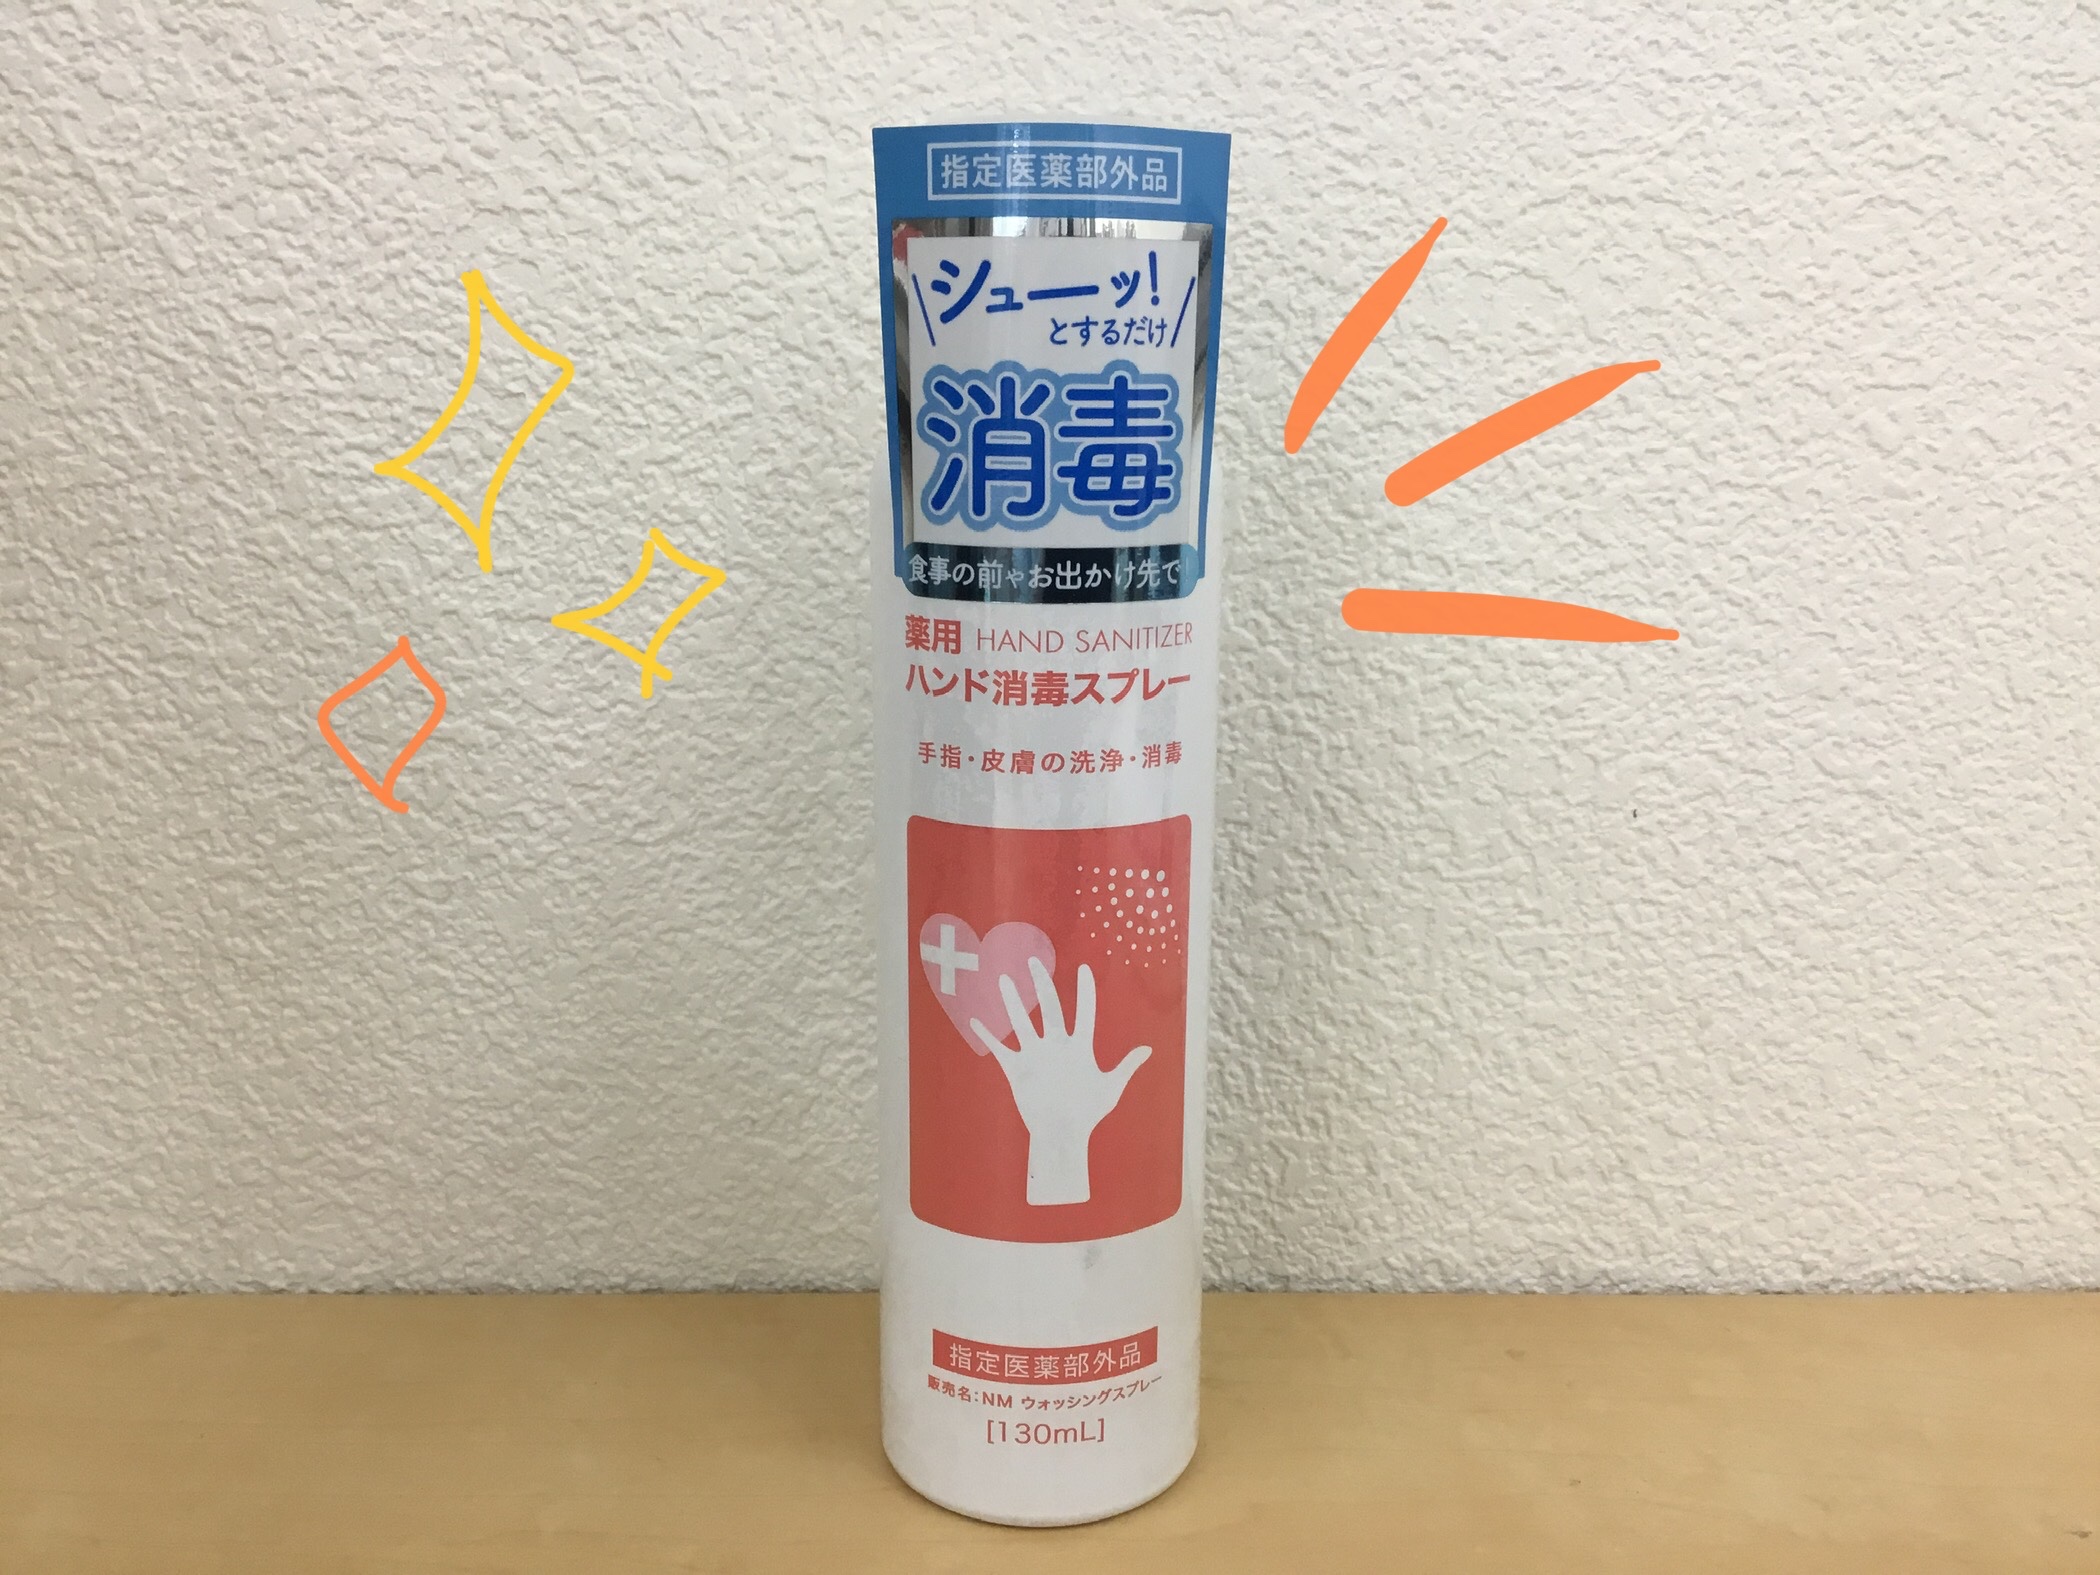 指定医薬部外品
シューッ!
とするだけ
消毒
食事の前やお出かけ先で
薬用 HAND SANITIZER
ハンド消毒スプレー
手指・皮膚の洗浄・消毒
指定医薬部外品
販売名:NM ウォッシングスプレー
[130mL]